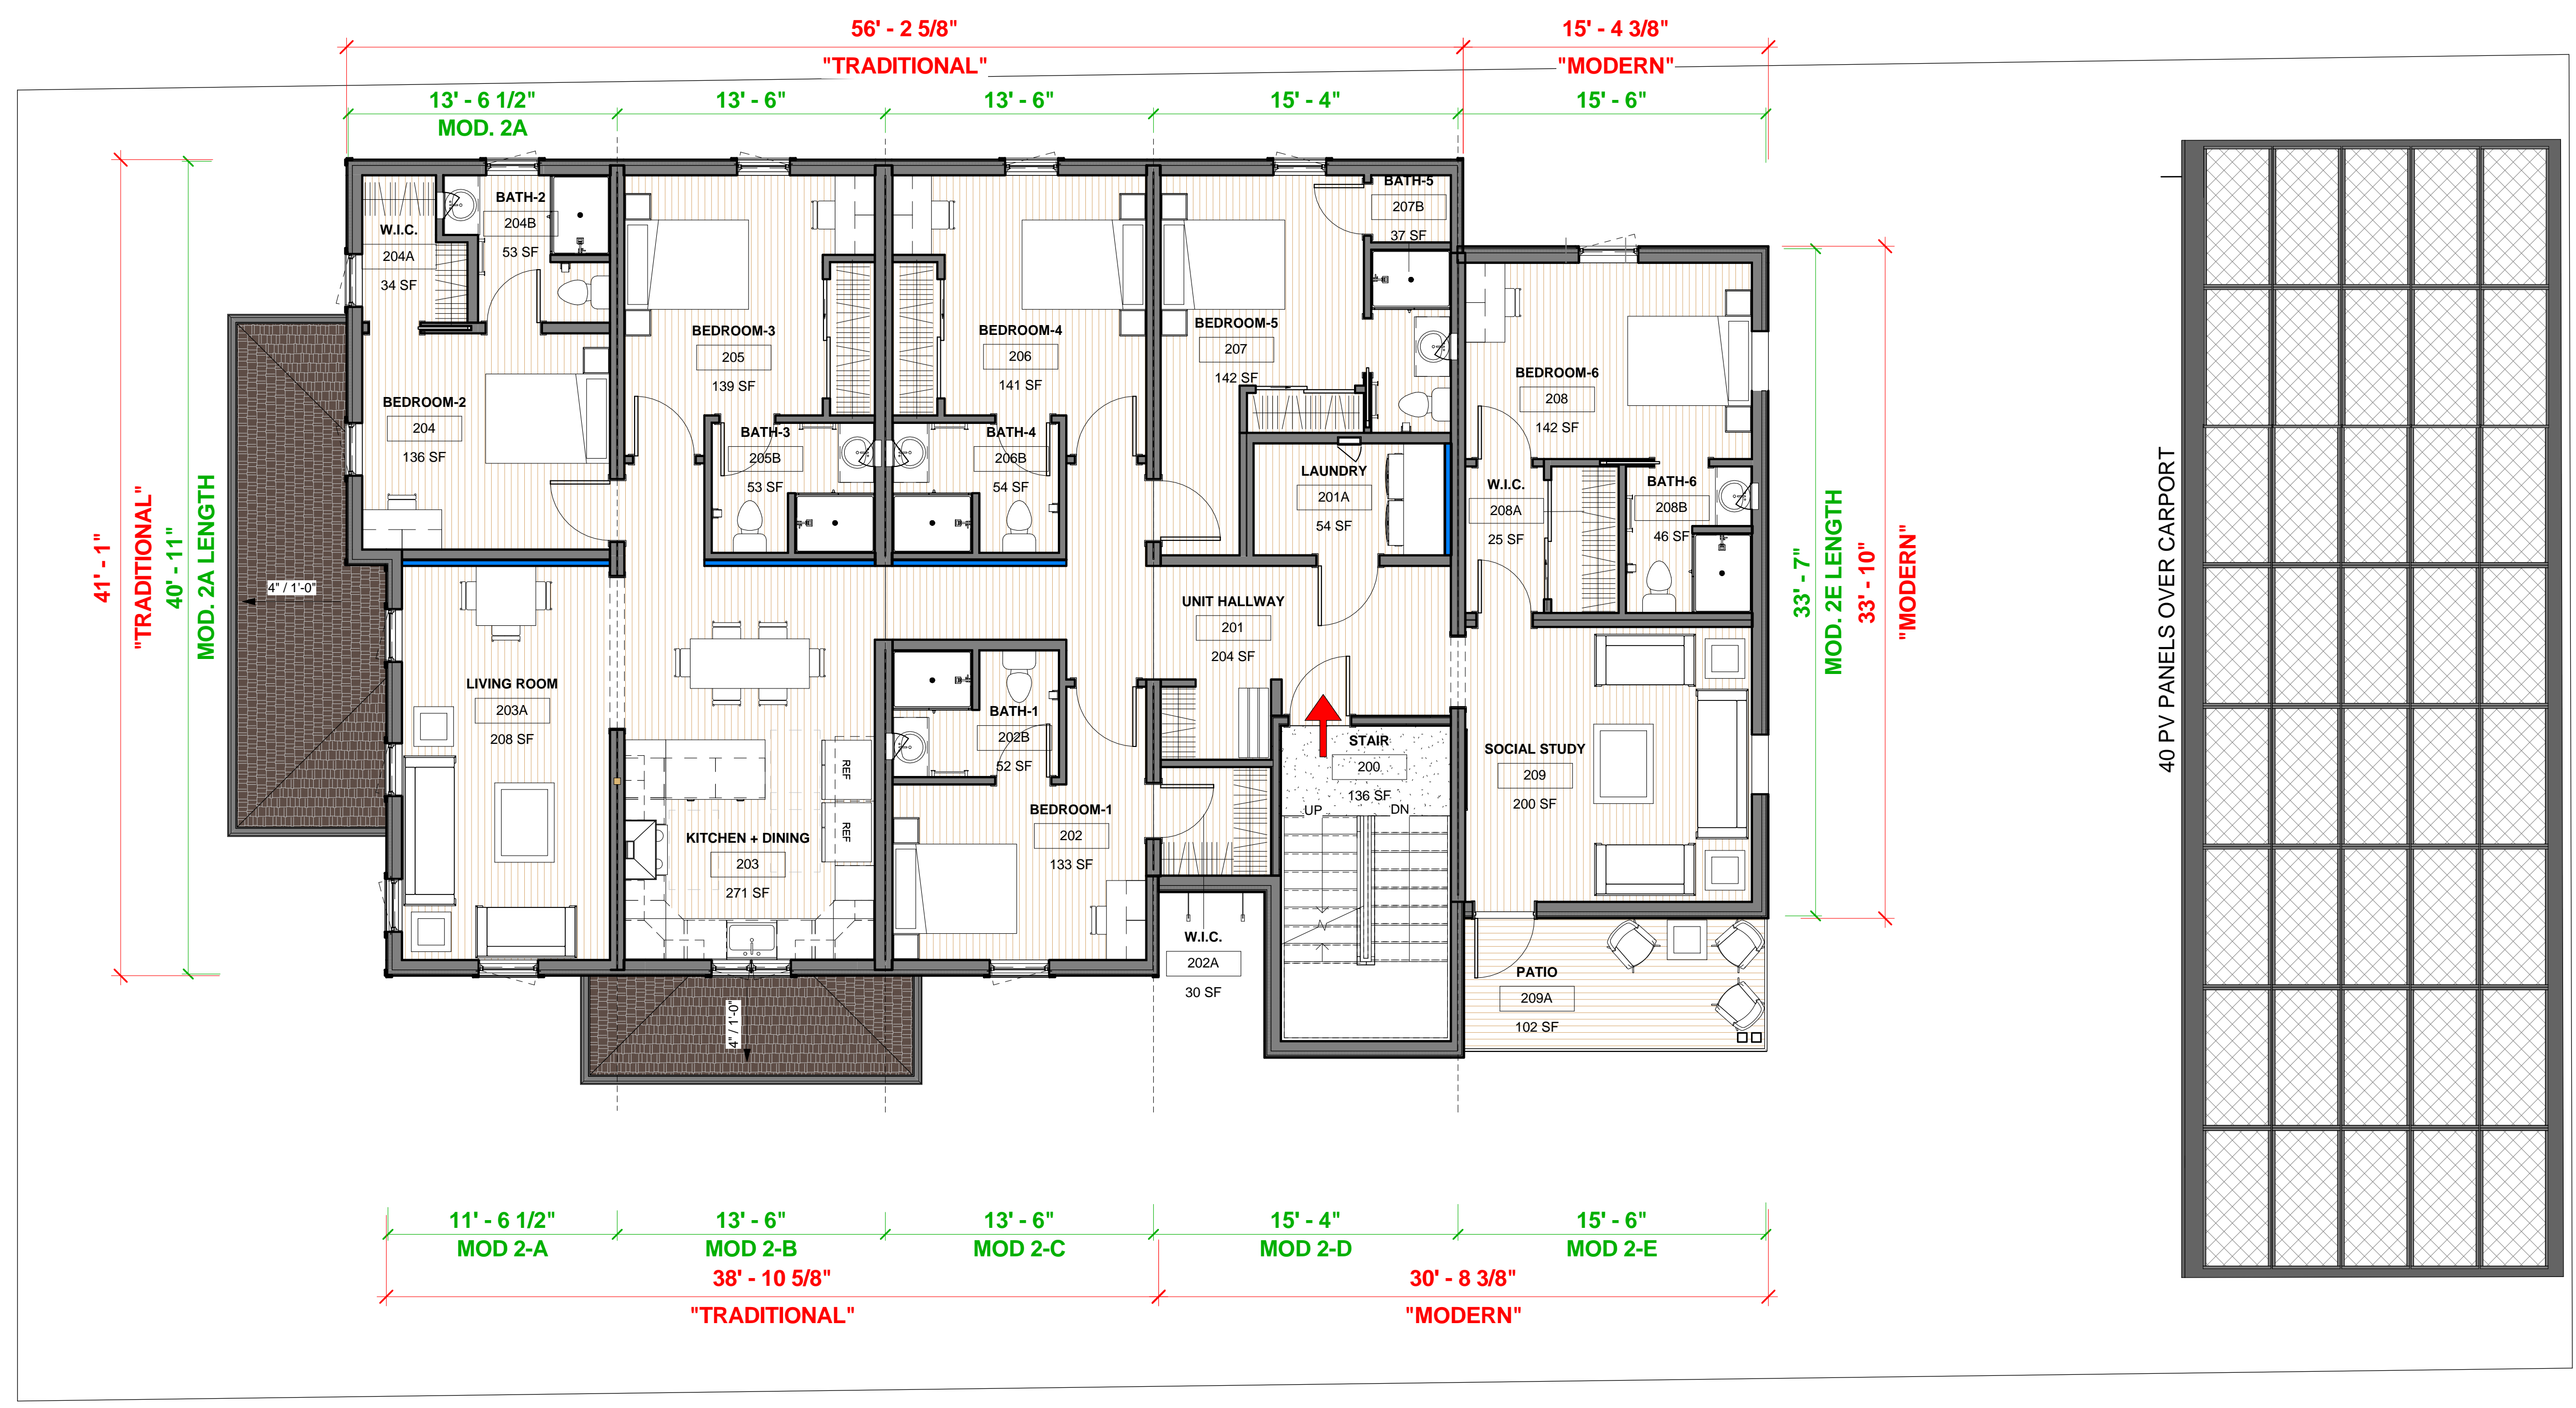 56' - 2 5/8"
15' - 4 3/8"
"TRADITIONAL"
"MODERN"
13' - 6 1/2"
13' - 6"
13' - 6"
15' - 4"
15' - 6"
MOD. 2A
BATH-2
204B
53 SF
W.I.C.
204A
34 SF
BATH-5
207B
37 SF
BEDROOM-3
205
139 SF
BEDROOM-4
206
141 SF
BEDROOM-5
207
142 SF
BEDROOM-6
208
142 SF
BEDROOM-2
204
136 SF
BATH-3
205B
53 SF
BATH-4
206B
54 SF
LAUNDRY
201A
54 SF
W.I.C.
208A
25 SF
BATH-6
208B
46 SF
41' - 1"
"TRADITIONAL"
40' - 11"
MOD. 2A LENGTH
33' - 7"
MOD. 2E LENGTH
33' - 10"
"MODERN"
40 PV PANELS OVER CARPORT
4" / 1'-0"
UNIT HALLWAY
201
204 SF
LIVING ROOM
203A
208 SF
BATH-1
202B
52 SF
STAIR
200
136 SF
UP
DN
SOCIAL STUDY
209
200 SF
REF
REF
KITCHEN + DINING
203
271 SF
BEDROOM-1
202
133 SF
W.I.C.
202A
30 SF
PATIO
209A
102 SF
4" / 1'-0"
11' - 6 1/2"
13' - 6"
13' - 6"
15' - 4"
15' - 6"
MOD 2-A
MOD 2-B
MOD 2-C
MOD 2-D
MOD 2-E
38' - 10 5/8"
30' - 8 3/8"
"TRADITIONAL"
"MODERN"